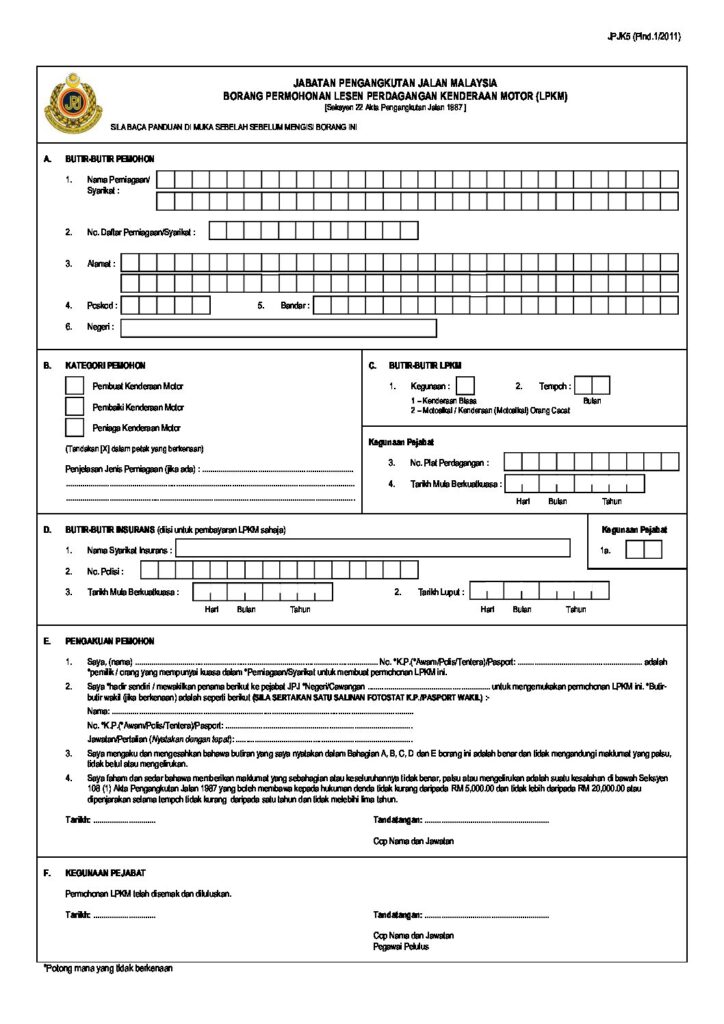 JPJK5 (Pind.1/2011)
JABATAN PENGANGKUTAN JALAN MALAYSIA
BORANG PERMOHONAN LESEN PERDAGANGAN KENDERAAN MOTOR (LPKM)
[Seksyen 22 Akta Pengangkutan Jalan 1987]
SILA BACA PANDUAN DI MUKA SEBELAH SEBELUM MENGISI BORANG INI
A. BUTIR-BUTIR PEMOHON
1. Nama Perniagaan/
Syarikat :
2. No. Daftar Perniagaan/Syarikat :
3. Alamat :
4. Poskod : 5. Bandar :
6. Negeri :
B. KATEGORI PEMOHON
Pembuat Kenderaan Motor
Pembaiki Kenderaan Motor
Peniaga Kenderaan Motor
(Tandakan [X] dalam petak yang berkenaan)
Penjelasan Jenis Perniagaan (jika ada) : ........................................................
........................................................................................................
........................................................................................................
C. BUTIR-BUTIR LPKM
1. Kegunaan : 2. Tempoh :
1 – Kenderaan Biasa Bulan
2 – Motosikal / Kenderaan (Motosikal) Orang Cacat
Kegunaan Pejabat
3. No. Plat Perdagangan :
4. Tarikh Mula Berkuatkuasa :
Hari Bulan Tahun
D. BUTIR-BUTIR INSURANS (diisi untuk pembayaran LPKM sahaja) Kegunaan Pejabat
1. Nama Syarikat Insurans : 1a.
2. No. Polisi :
3. Tarikh Mula Berkuatkuasa : 2. Tarikh Luput :
Hari Bulan Tahun Hari Bulan Tahun
E. PENGAKUAN PEMOHON
1. Saya, (nama) ........................................................ No. *K.P.(*Awam/Polis/Tentera)/Pasport: ........................................ adalah
*pemilik / orang yang mempunyai kuasa dalam *Perniagaan/Syarikat untuk membuat permohonan LPKM ini.
2. Saya *hadir sendiri / mewakilkan penama berikut ke pejabat JPJ *Negeri/Cawangan ........................................ untuk mengemukakan permohonan LPKM ini. *Butir-
butir wakil (jika berkenaan) adalah seperti berikut (SILA SERTAKAN SATU SALINAN FOTOSTAT K.P./PASPORT WAKIL) :-
Nama: ........................................................................................................
No. *K.P.(*Awam/Polis/Tentera)/Pasport: ........................................................
Jawatan/Pertalian (Nyatakan dengan tepat): ........................................................
3. Saya mengaku dan mengesahkan bahawa butiran yang saya nyatakan dalam Bahagian A, B, C, D dan E borang ini adalah benar dan tidak mengandungi maklumat yang palsu,
tidak betul atau mengelirukan.
4. Saya faham dan sedar bahawa memberikan maklumat yang sebahagian atau keseluruhannya tidak benar, palsu atau mengelirukan adalah suatu kesalahan di bawah Seksyen
108 (1) Akta Pengangkutan Jalan 1987 yang boleh membawa kepada hukuman denda tidak kurang daripada RM 5,000.00 dan tidak lebih daripada RM 20,000.00 atau
dipenjarakan selama tempoh tidak kurang daripada satu tahun dan tidak melebihi lima tahun.
Tarikh: ............................ Tandatangan: ........................................................
Cop Nama dan Jawatan
F. KEGUNAAN PEJABAT
Permohonan LPKM telah disemak dan diluluskan.
Tarikh: ............................ Tandatangan: ........................................................
Cop Nama dan Jawatan
Pegawai Pelulus
*Potong mana yang tidak berkenaan